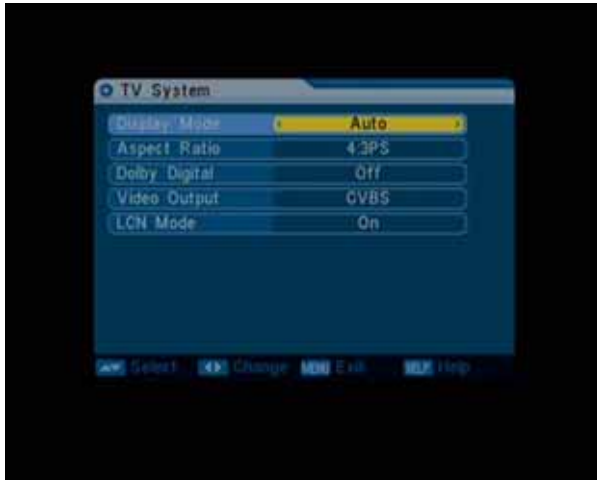 TV System
Display Mode Auto
Aspect Ratio 4:3PS
Dolby Digital Off
Video Output CVBS
LCN Mode On
Select Change MENU Exit HELP Help